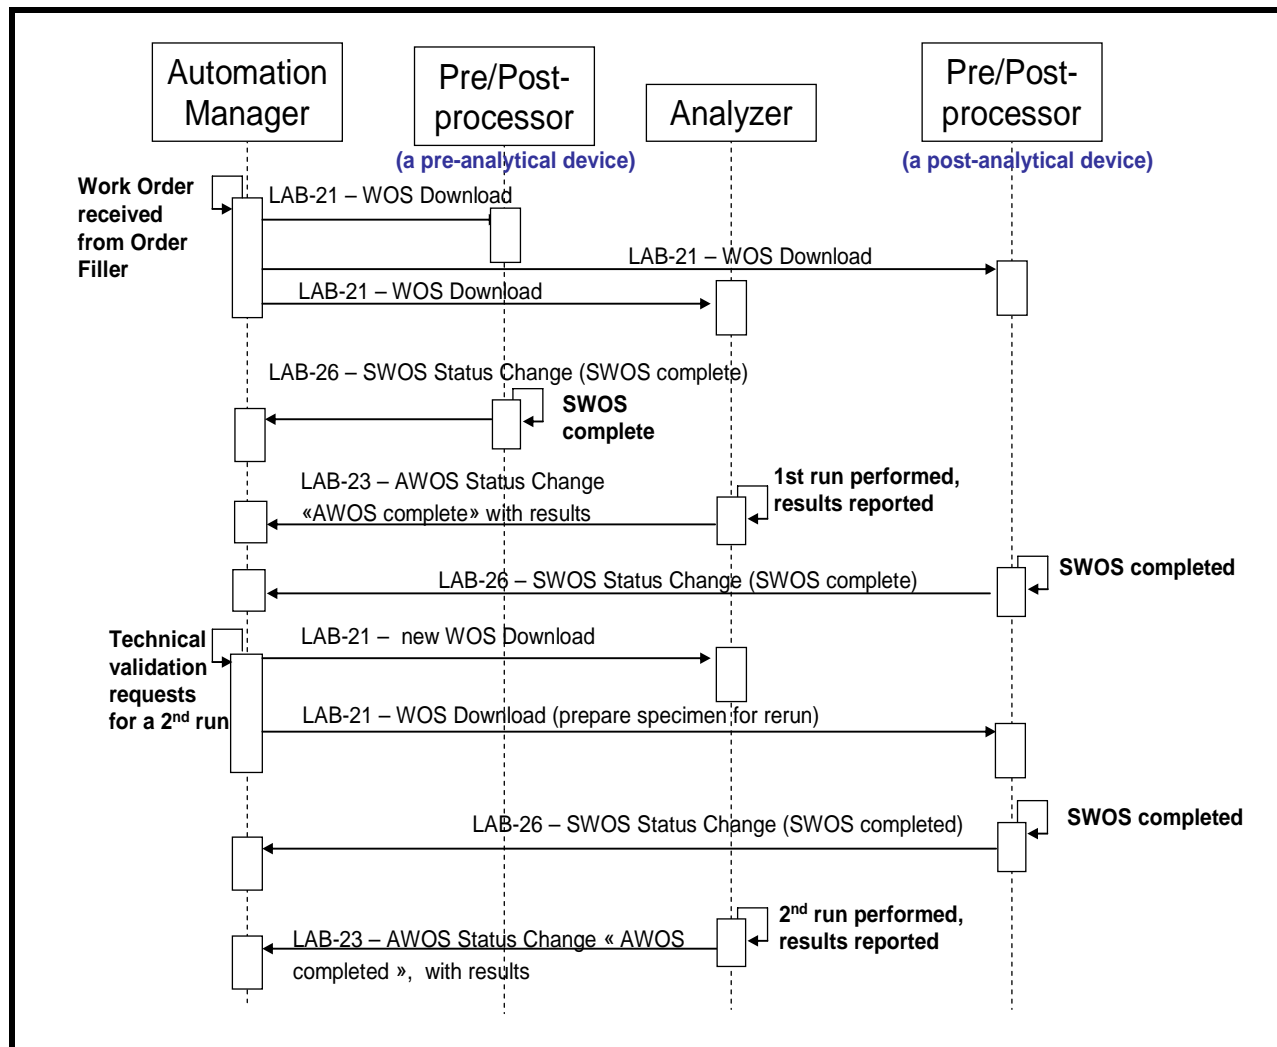 Automation
Manager
Pre/Post-
processor
(a pre-analytical device)
Analyzer
Pre/Post-
processor
(a post-analytical device)
Work Order
received
from Order
Filler
LAB-21 – WOS Download
LAB-21 – WOS Download
LAB-21 – WOS Download
LAB-26 – SWOS Status Change (SWOS complete)
SWOS
complete
LAB-23 – AWOS Status Change
«AWOS complete» with results
1st run performed,
results reported
LAB-26 – SWOS Status Change (SWOS complete)
SWOS completed
Technical
validation
requests
for a 2nd run
LAB-21 – new WOS Download
LAB-21 – WOS Download (prepare specimen for rerun)
LAB-26 – SWOS Status Change (SWOS completed)
SWOS completed
2nd run performed,
results reported
LAB-23 – AWOS Status Change « AWOS
completed », with results